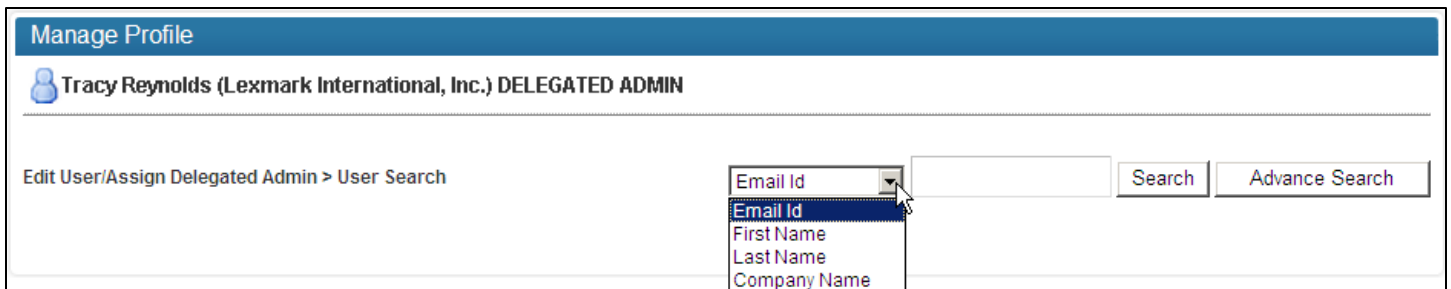 Manage Profile
Tracy Reynolds (Lexmark International, Inc.) DELEGATED ADMIN
Edit User/Assign Delegated Admin > User Search Email Id Search Advance Search
Email Id
First Name
Last Name
Company Name